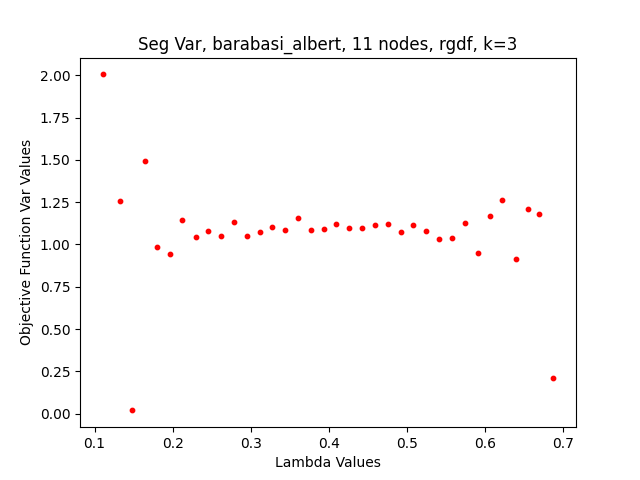 Seg Var, barabasi_albert, 11 nodes, rgdf, k=3
Objective Function Var Values
2.00
1.75
1.50
1.25
1.00
0.75
0.50
0.25
0.00
0.1 0.2 0.3 0.4 0.5 0.6 0.7
Lambda Values